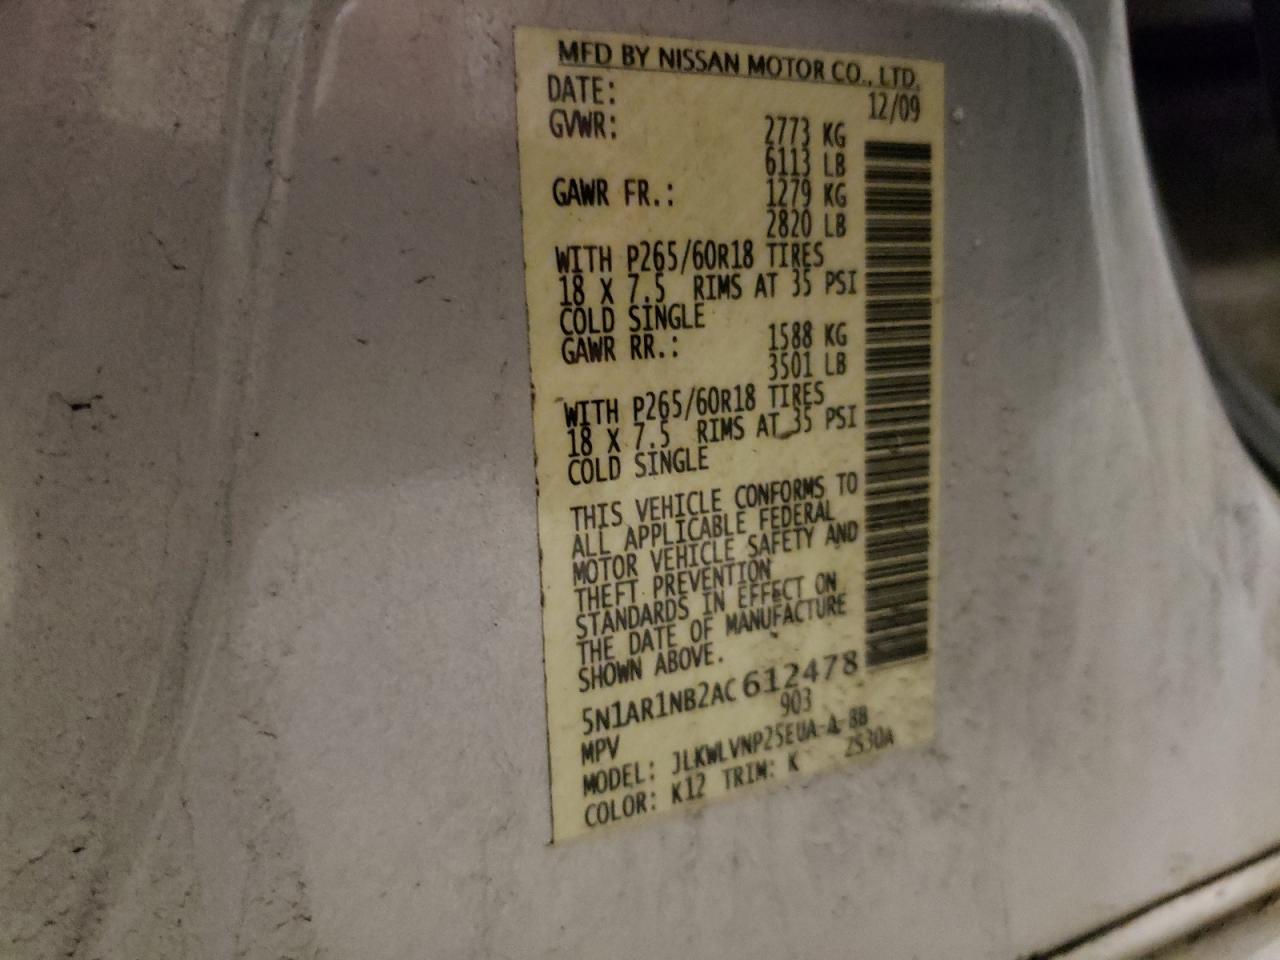 MFD BY NISSAN MOTOR CO., LTD.
DATE: 12/09
GVWR: 2773 KG
6113 LB
GAWR FR.: 1279 KG
2820 LB
WITH P265/60R18 TIRES
18 X 7.5 RIMS AT 35 PSI
COLD SINGLE
GAWR RR.: 1588 KG
3501 LB
WITH P265/60R18 TIRES
18 X 7.5 RIMS AT 35 PSI
COLD SINGLE
THIS VEHICLE CONFORMS TO
ALL APPLICABLE FEDERAL
MOTOR VEHICLE SAFETY AND
THEFT PREVENTION
STANDARDS IN EFFECT ON
THE DATE OF MANUFACTURE
SHOWN ABOVE.
5N1AR1NB2AC612478
MPV 903
MODEL: JLKWLVNP25EUA-A-BB
COLOR: K12 TRIM: K ZS30A